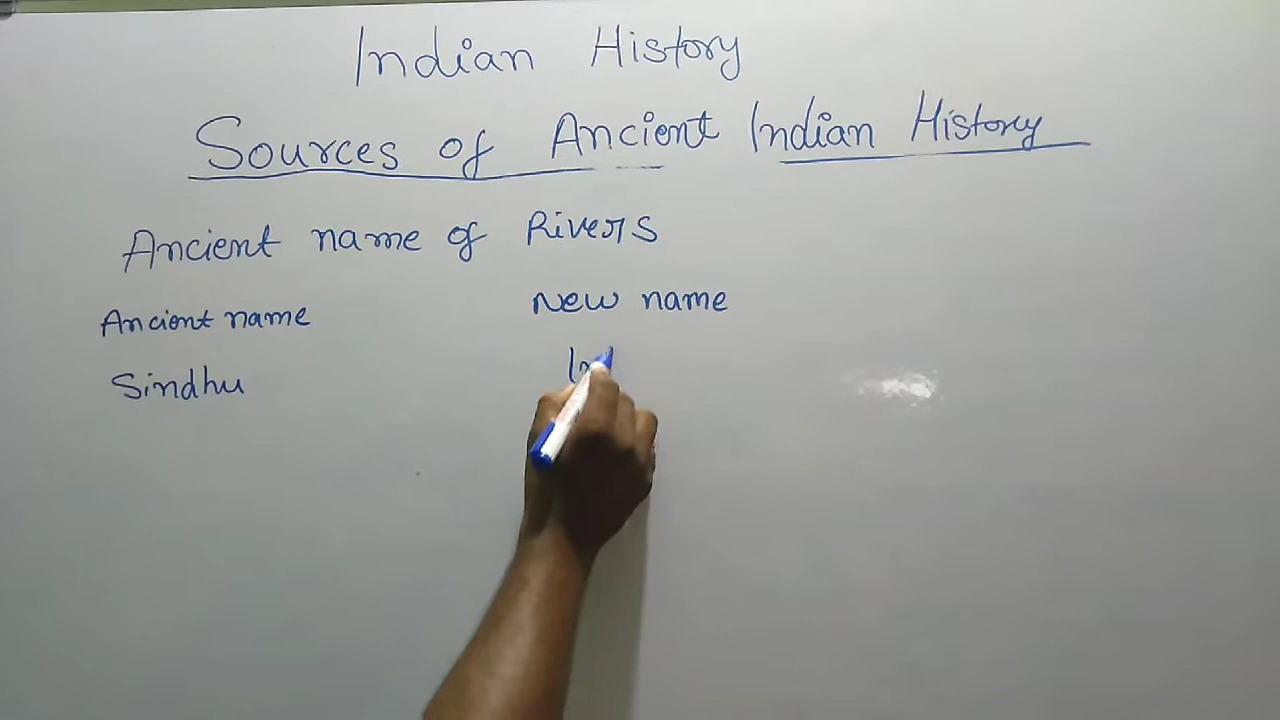 Indian History
Sources of Ancient Indian History
Ancient name of Rivers
Ancient name New name
Sindhu